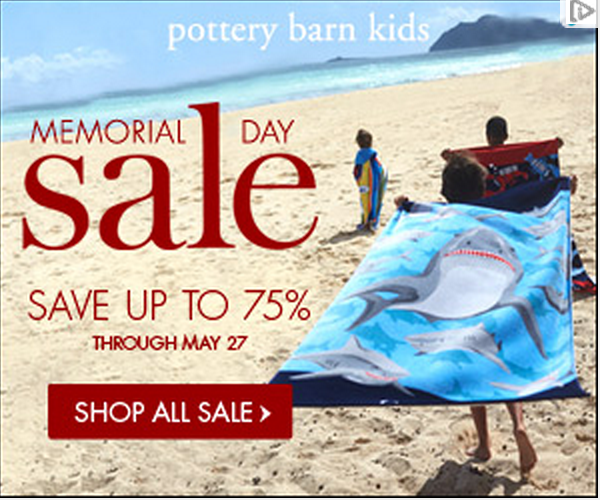 pottery barn kids
MEMORIAL DAY
sale
SAVE UP TO 75%
THROUGH MAY 27
SHOP ALL SALE >